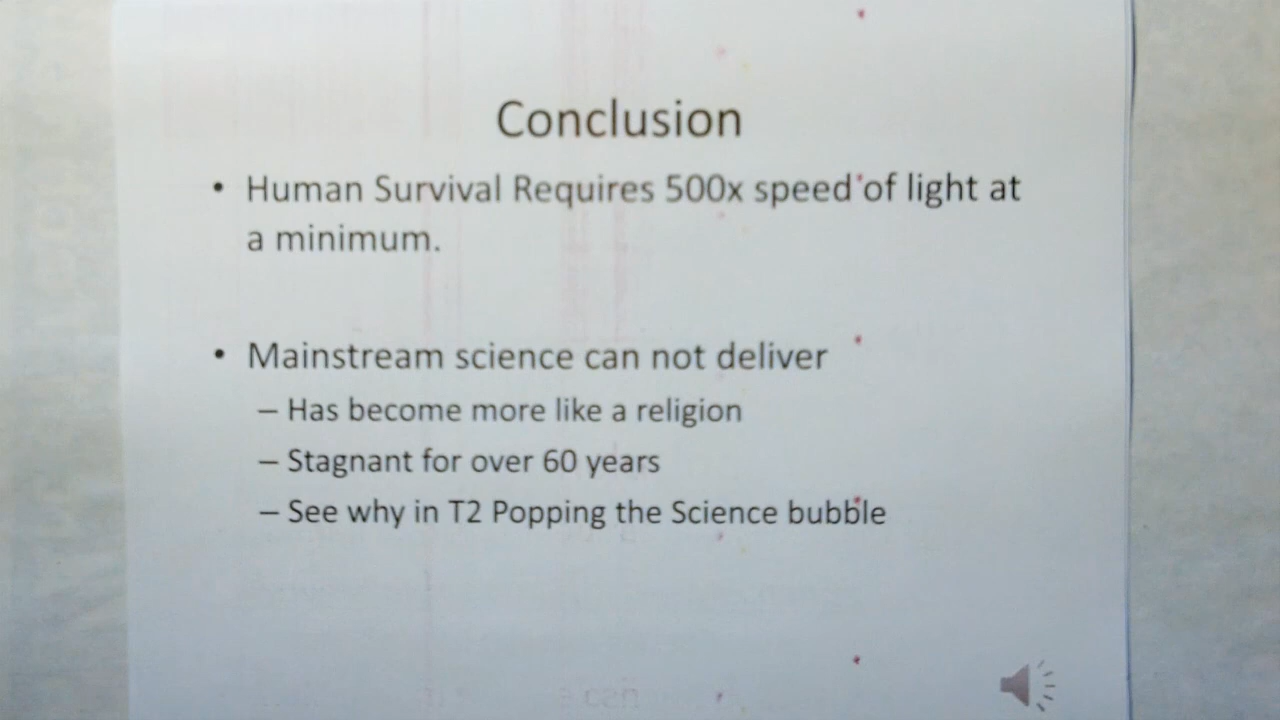 Conclusion
• Human Survival Requires 500x speed of light at
a minimum.
• Mainstream science can not deliver
– Has become more like a religion
– Stagnant for over 60 years
– See why in T2 Popping the Science bubble